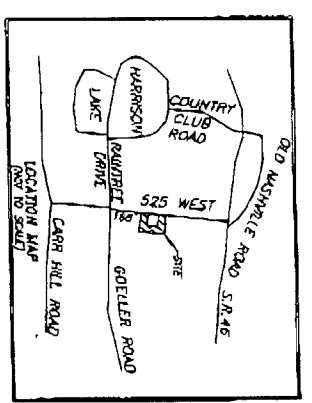 HARRISON
LAKE
COUNTRY
CLUB
ROAD
OLD NASHVILLE ROAD
RAINTREE
DRIVE
525 WEST
SITE
S.R. 46
GOELLER ROAD
CARR HILL ROAD
LOCATION MAP
(NOT TO SCALE)